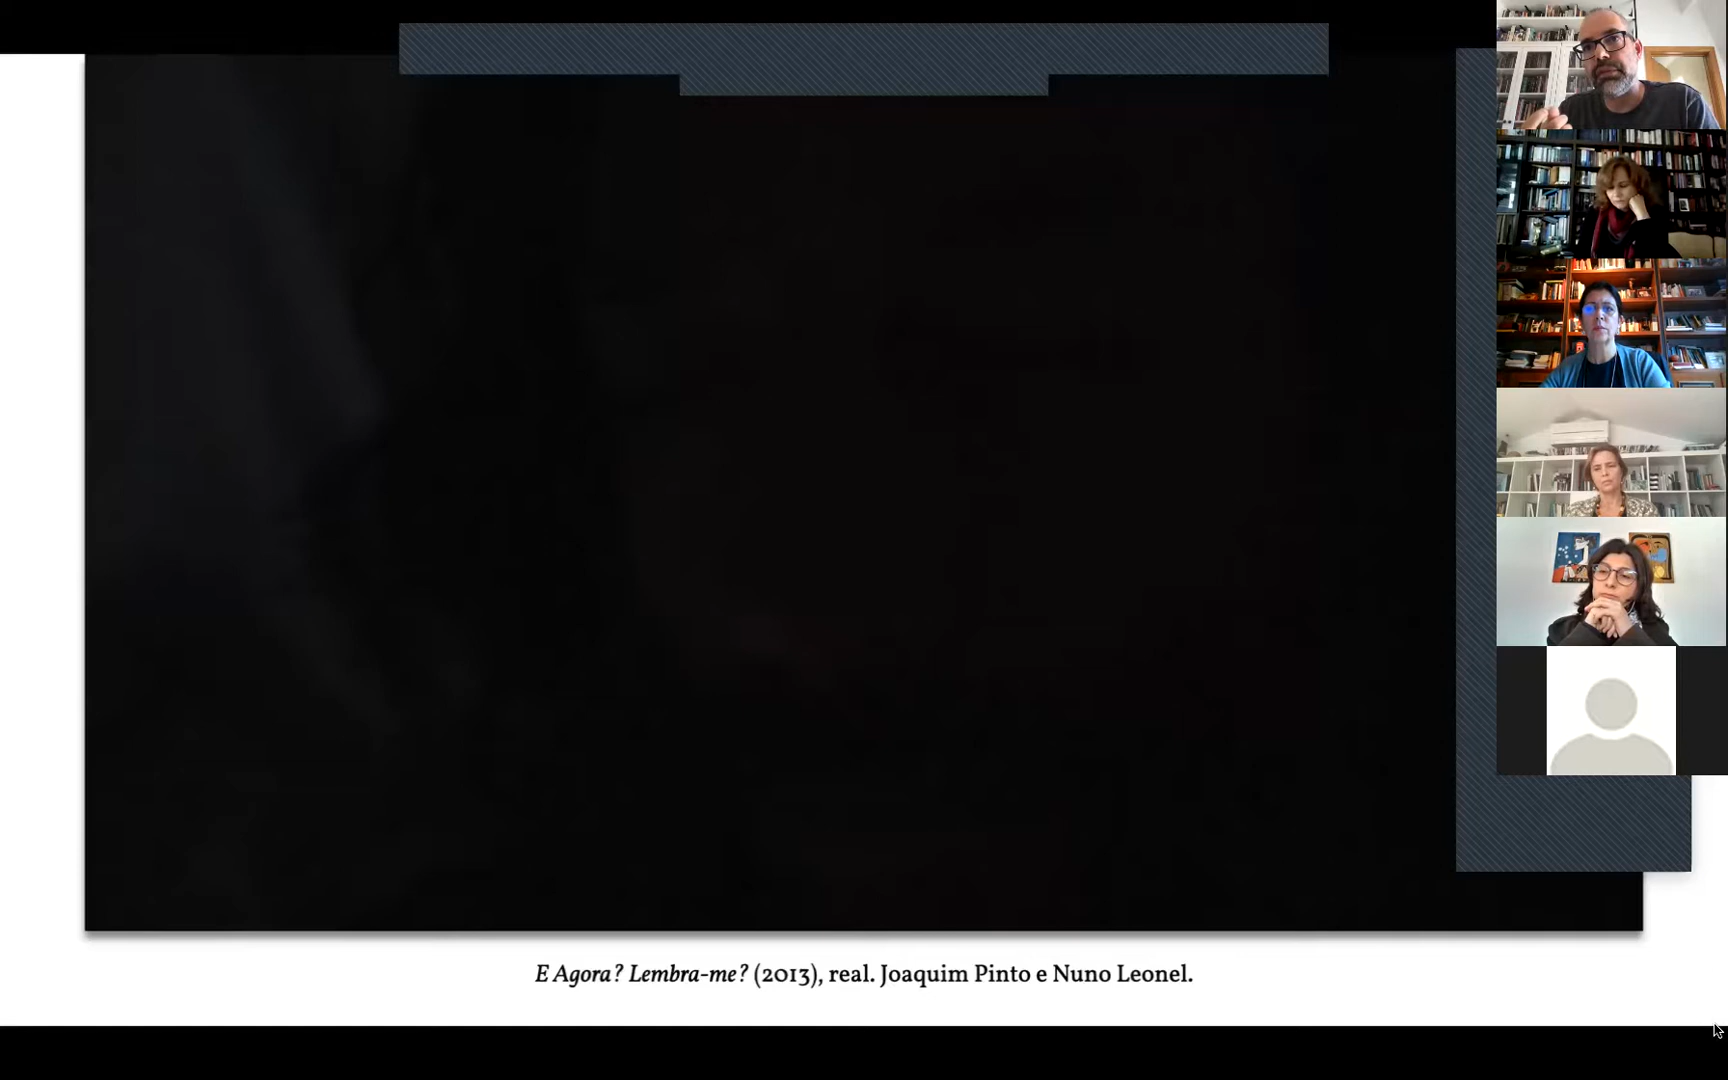 E Agora? Lembra-me? (2013), real. Joaquim Pinto e Nuno Leonel.